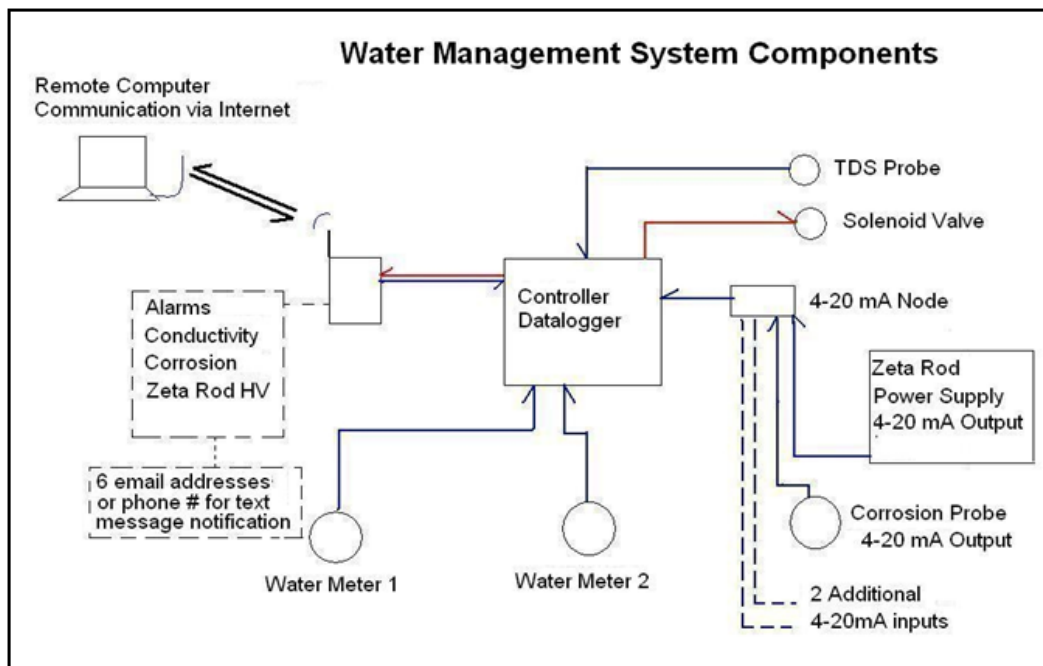 Water Management System Components
Remote Computer
Communication via Internet
TDS Probe
Solenoid Valve
Controller
Datalogger
4-20 mA Node
Alarms
Conductivity
Corrosion
Zeta Rod HV
Zeta Rod
Power Supply
4-20 mA Output
6 email addresses
or phone # for text
message notification
Water Meter 1
Water Meter 2
Corrosion Probe
4-20 mA Output
2 Additional
4-20mA inputs